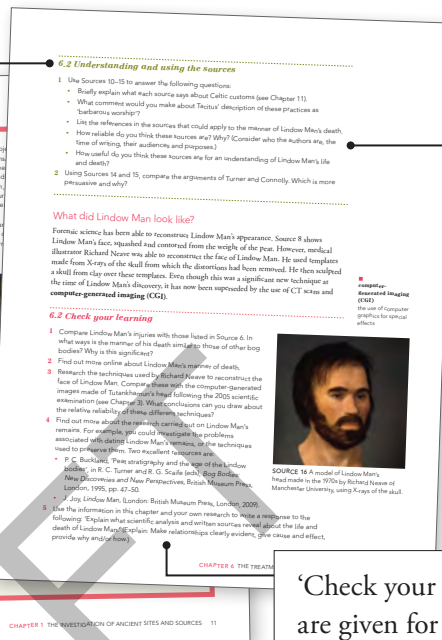 6.2 Understanding and using the sources
1 Use Sources 10–15 to answer the following questions:
• Briefly explain what each source says about Celtic customs (see Chapter 11).
• What comment would you make about Tacitus' description of these practices as
'barbarous worship'?
• List the references in the sources that could apply to the manner of Lindow Man's death.
• How reliable do you think these sources are? Why? (Consider who the authors are, the
time of writing, their audiences and purposes.)
• How useful do you think these sources are for an understanding of Lindow Man's life
and death?
2 Using Sources 14 and 15, compare the arguments of Turner and Connolly. Which is more
persuasive and why?
What did Lindow Man look like?
Forensic science has been able to reconstruct Lindow Man's appearance. Source 8 shows
Lindow Man's face, squashed and contorted from the weight of the peat. However, medical
illustrator Richard Neave was able to reconstruct the face of Lindow Man. He used templates
made from X-rays of the skull from which the distortions had been removed. He then sculpted
a skull from clay over these templates. Even though this was a significant new technique at
the time of Lindow Man's discovery, it has now been superseded by the use of CT scans and
computer-generated imaging (CGI).
computer-
generated imaging
(CGI)
the use of computer
graphics for special
effects
6.2 Check your learning
1 Compare Lindow Man's injuries with those listed in Source 6. In
what ways is the manner of his death similar to those of other bog
bodies? Why is this significant?
2 Find out more online about Lindow Man's manner of death.
3 Research the techniques used by Richard Neave to reconstruct the
face of Lindow Man. Compare these with the computer-generated
images made of Tutankhamun's head following the 2005 scientific
examination (see Chapter 3). What conclusions can you draw about
the relative reliability of these different techniques?
4 Find out more about the research carried out on Lindow Man's
remains. For example, you could investigate the problems
associated with dating Lindow Man's remains, or the techniques
used to preserve them. Two excellent resources are:
• P. C. Buckland, 'Peat stratigraphy and the age of the Lindow
bodies', in R. C. Turner and R. G. Scaife (eds), Bog Bodies:
New Discoveries and New Perspectives, British Museum Press,
London, 1995, pp. 47–50.
• J. Joy, Lindow Man, (London: British Museum Press, London, 2009).
5 Use the information in this chapter and your own research to write a response to the
following: 'Explain what scientific analysis and written sources reveal about the life and
death of Lindow Man.' (Explain: Make relationships clearly evident, give cause and effect,
provide why and/or how.)
SOURCE 16 A model of Lindow Man's
head made in the 1970s by Richard Neave of
Manchester University, using X-rays of the skull.
CHAPTER 6 THE TREATM
'Check your
are given for
CHAPTER 1 THE INVESTIGATION OF ANCIENT SITES AND SOURCES 11